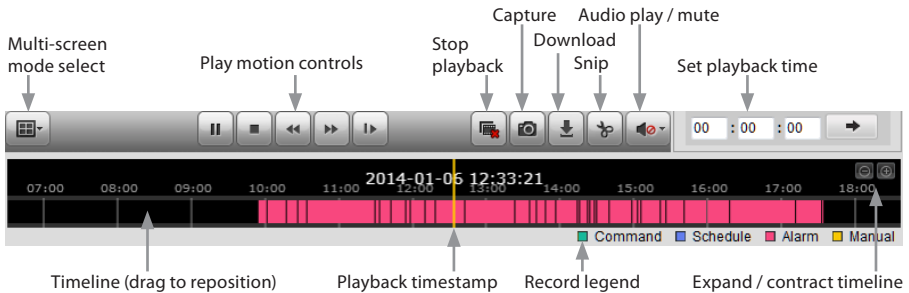 Capture
Audio play / mute
Multi-screen
mode select
Play motion controls
Stop
playback
Download
Snip
Set playback time
00 : 00 : 00
2014-01-06 12:33:21
07:00 08:00 09:00 10:00 11:00 12:00 13:00 14:00 15:00 16:00 17:00 18:00
Command Schedule Alarm Manual
Timeline (drag to reposition)
Playback timestamp
Record legend
Expand / contract timeline